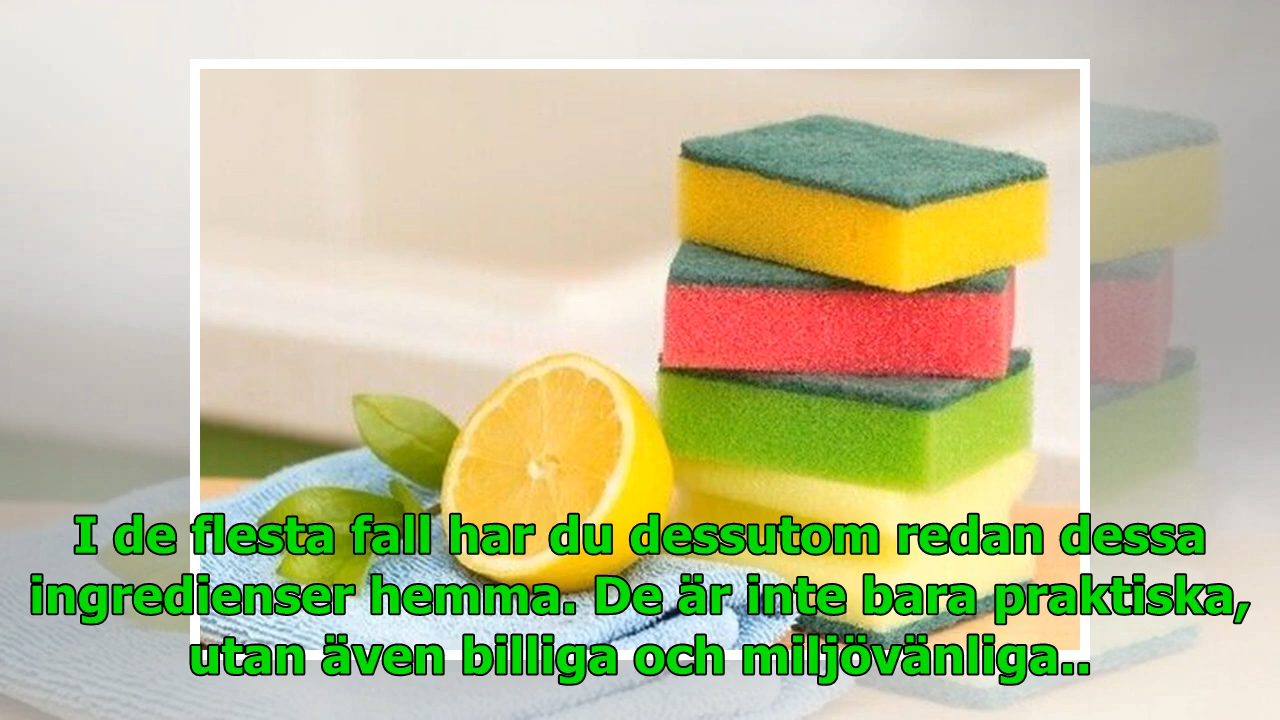 I de flesta fall har du dessutom redan dessa
ingredienser hemma. De är inte bara praktiska,
utan även billiga och miljövänliga..